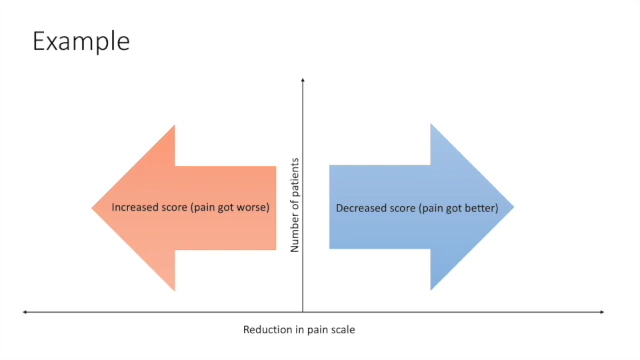 Example
Increased score (pain got worse)
Number of patients
Decreased score (pain got better)
Reduction in pain scale